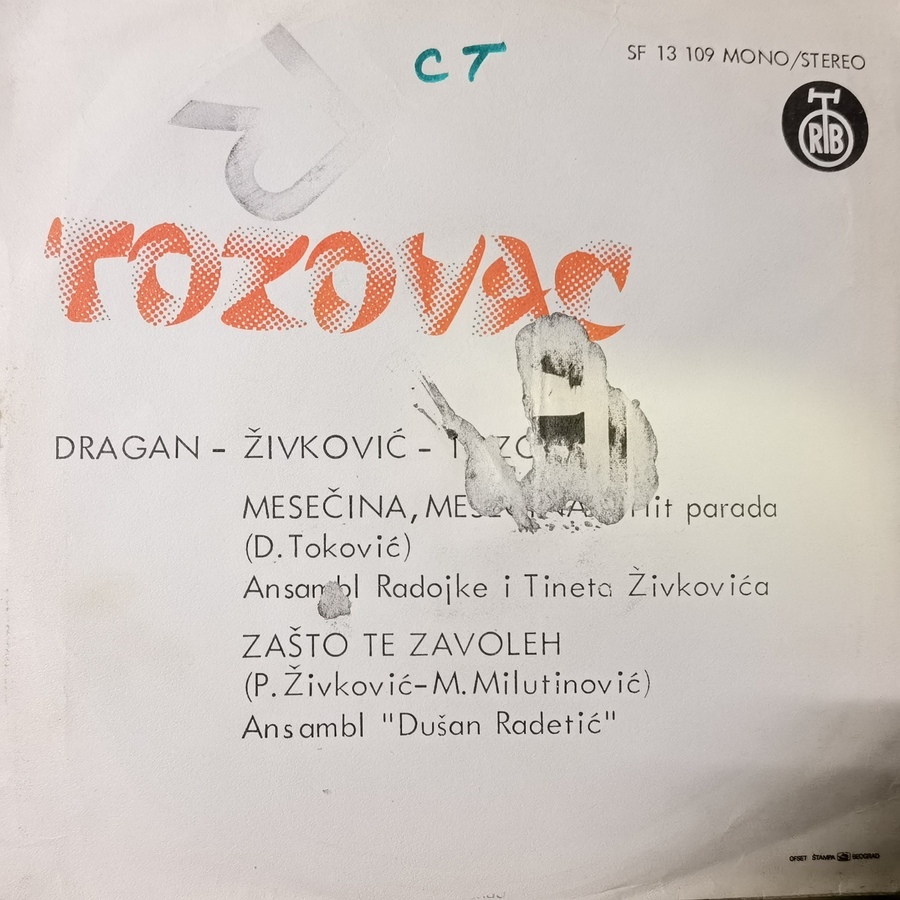 CT
SF 13 109 MONO/STEREO
RTB
TOZOVAC
DRAGAN - ŽIVKOVIĆ -
MESEČINA, hit parada
(D. Toković)
Ansambl Radojke i Tineta Živkovića
ZAŠTO TE ZAVOLEH
(P. Živković-M. Milutinović)
Ansambl "Dušan Radetić"
OFSET ŠTAMPA BEOGRAD